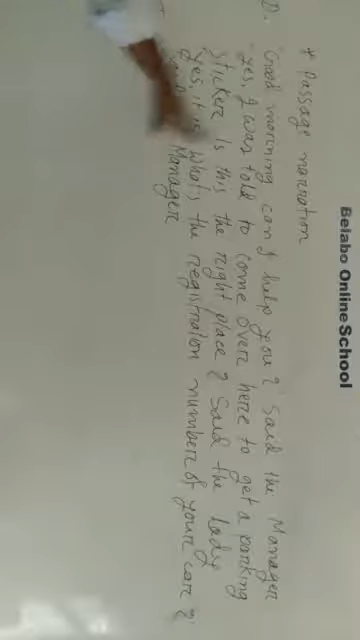 Belabo Online School
* Passage narration
D. "Good morning can I help you?" said the Manager
"Yes, I was told to come over here to get a parking
sticker. Is this the right place? said the lady
Yes, it is What's the registration number of your car?
Manager